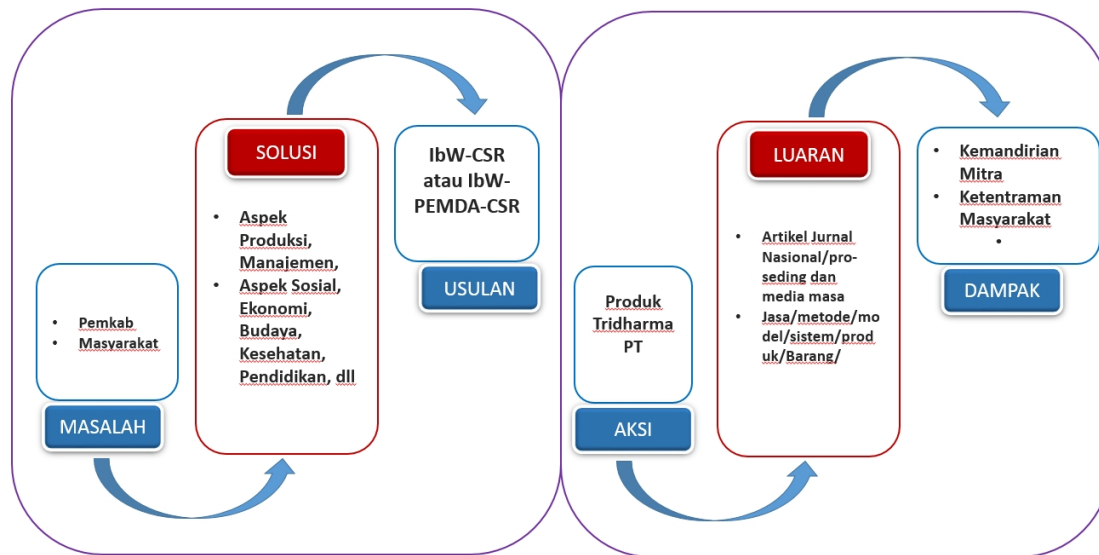 SOLUSI
• Aspek
Produksi,
Manajemen,
• Aspek Sosial,
Ekonomi,
Budaya,
Kesehatan,
Pendidikan, dll
IbW-CSR
atau IbW-
PEMDA-CSR
USULAN
• Pemkab
• Masyarakat
MASALAH
LUARAN
• Artikel Jurnal
Nasional/pro-
seding dan
media masa
• Jasa/metode/mo
del/sistem/prod
uk/Barang/
• Kemandirian
Mitra
• Ketentraman
Masyarakat
•
DAMPAK
Produk
Tridharma
PT
AKSI